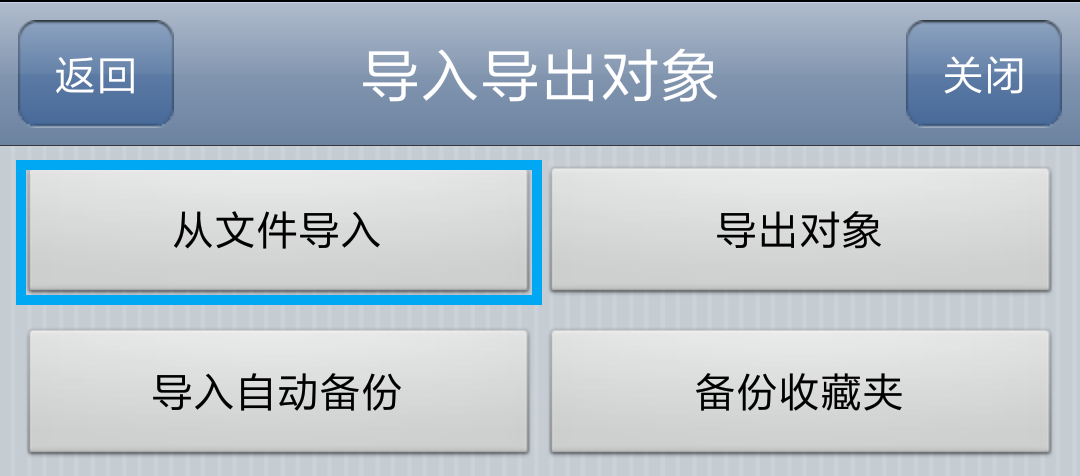 返回
导入导出对象
关闭
从文件导入
导出对象
导入自动备份
备份收藏夹